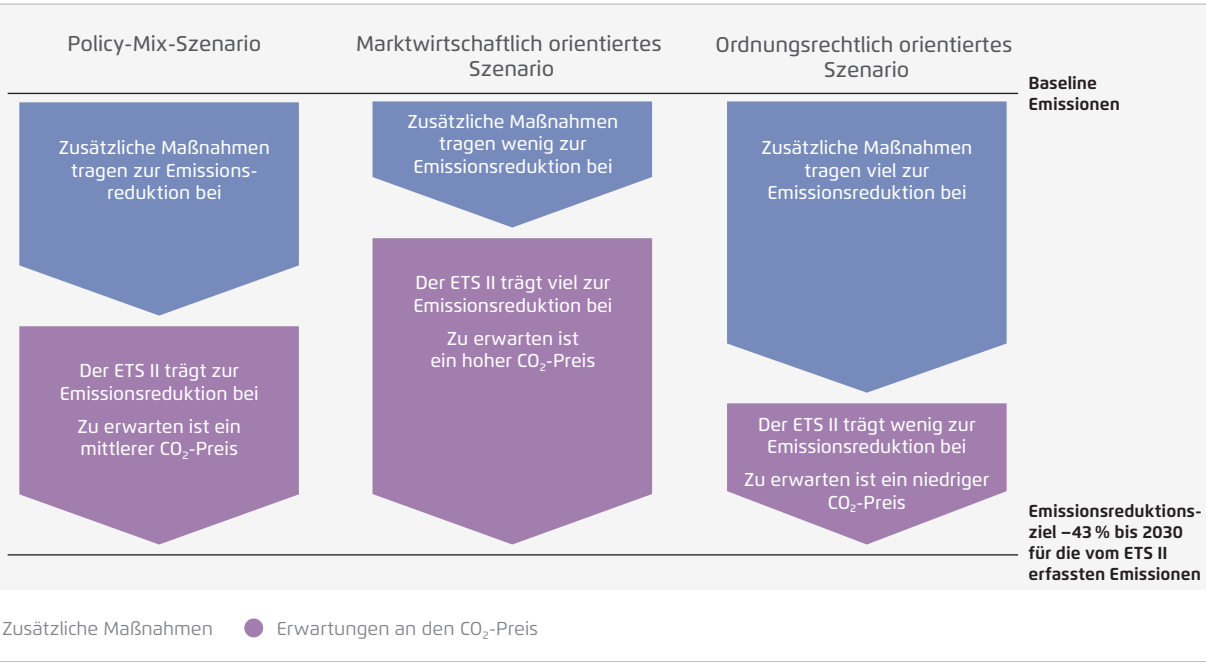 Policy-Mix-Szenario
Marktwirtschaftlich orientiertes
Szenario
Ordnungsrechtlich orientiertes
Szenario
Baseline
Emissionen
Zusätzliche Maßnahmen
tragen zur Emissions-
reduktion bei
Der ETS II trägt zur
Emissionsreduktion bei
Zu erwarten ist ein
mittlerer CO₂-Preis
Zusätzliche Maßnahmen
tragen wenig zur
Emissionsreduktion bei
Der ETS II trägt viel zur
Emissionsreduktion bei
Zu erwarten ist
ein hoher CO₂-Preis
Zusätzliche Maßnahmen
tragen viel zur
Emissionsreduktion bei
Der ETS II trägt wenig zur
Emissionsreduktion bei
Zu erwarten ist ein niedriger
CO₂-Preis
Emissionsreduktions-
ziel –43 % bis 2030
für die vom ETS II
erfassten Emissionen
Zusätzliche Maßnahmen
Erwartungen an den CO₂-Preis